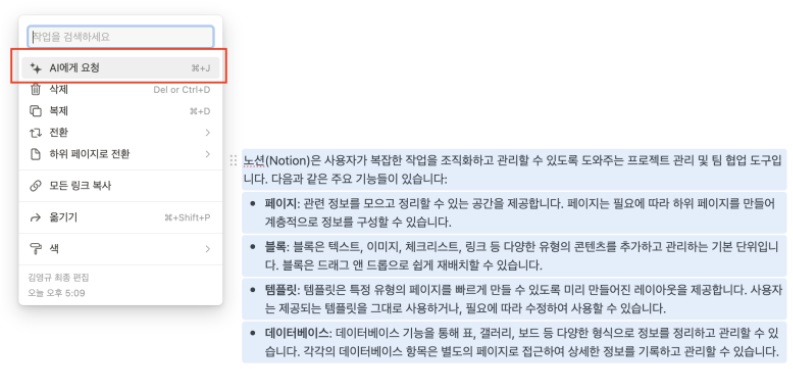 작업을 검색하세요
AI에게 요청 ⌘+J
삭제 Del or Ctrl+D
복제 ⌘+D
전환
하위 페이지로 전환
모든 링크 복사
옮기기 ⌘+Shift+P
색
김영규 최종 편집
오늘 오후 5:09
노션(Notion)은 사용자가 복잡한 작업을 조직화하고 관리할 수 있도록 도와주는 프로젝트 관리 및 팀 협업 도구입
니다. 다음과 같은 주요 기능들이 있습니다:
• 페이지: 관련 정보를 모으고 정리할 수 있는 공간을 제공합니다. 페이지는 필요에 따라 하위 페이지를 만들어
계층적으로 정보를 구성할 수 있습니다.
• 블록: 블록은 텍스트, 이미지, 체크리스트, 링크 등 다양한 유형의 콘텐츠를 추가하고 관리하는 기본 단위입니
다. 블록은 드래그 앤 드롭으로 쉽게 재배치할 수 있습니다.
• 템플릿: 템플릿은 특정 유형의 페이지를 빠르게 만들 수 있도록 미리 만들어진 레이아웃을 제공합니다. 사용자
는 제공되는 템플릿을 그대로 사용하거나, 필요에 따라 수정하여 사용할 수 있습니다.
• 데이터베이스: 데이터베이스 기능을 통해 표, 갤러리, 보드 등 다양한 형식으로 정보를 정리하고 관리할 수 있
습니다. 각각의 데이터베이스 항목은 별도의 페이지로 접근하여 상세한 정보를 기록하고 관리할 수 있습니다.